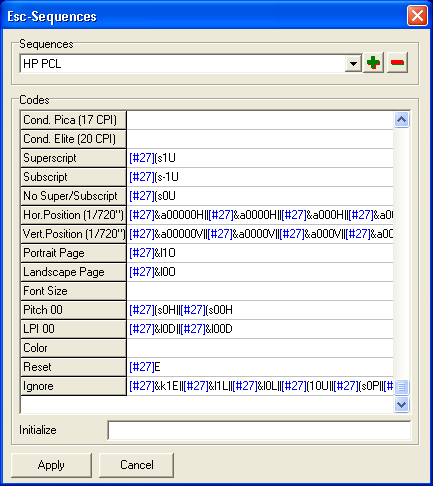 Esc-Sequences
Sequences
HP PCL
Codes
Cond. Pica (17 CPI)
Cond. Elite (20 CPI)
Superscript [#27](s1U
Subscript [#27](s-1U
No Super/Subscript [#27](s0U
Hor.Position (1/720") [#27]&a00000H||[#27]&a0000H||[#27]&a000H||[#27]&a00
Vert.Position (1/720") [#27]&a00000V||[#27]&a0000V||[#27]&a000V||[#27]&a00
Portrait Page [#27]&l1O
Landscape Page [#27]&l0O
Font Size
Pitch 00 [#27](s0H||[#27](s00H
LPI 00 [#27]&l0D||[#27]&l00D
Color
Reset [#27]E
Ignore [#27]&k1E||[#27]&l1L||[#27]&l0L||[#27](10U||[#27](s0P||[#
Initialize
Apply Cancel